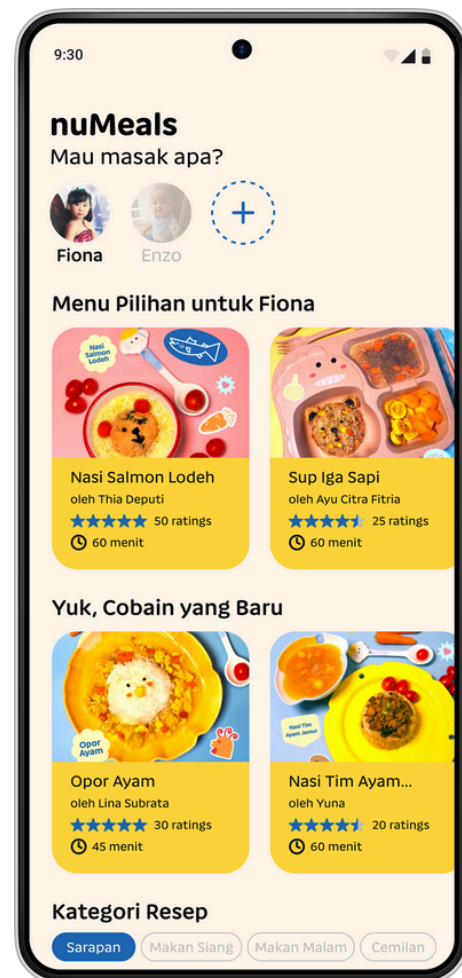 9:30
nuMeals
Mau masak apa?
Fiona
Enzo
Menu Pilihan untuk Fiona
Nasi
Salmon
Lodeh
Nasi Salmon Lodeh
oleh Thia Deputi
50 ratings
60 menit
Sup Iga Sapi
oleh Ayu Citra Fitria
25 ratings
60 menit
Yuk, Cobain yang Baru
Opor
Ayam
Opor Ayam
oleh Lina Subrata
30 ratings
45 menit
Nasi Tim
Ayam Jamur
Nasi Tim Ayam...
oleh Yuna
20 ratings
60 menit
Kategori Resep
Sarapan
Makan Siang
Makan Malam
Cemilan